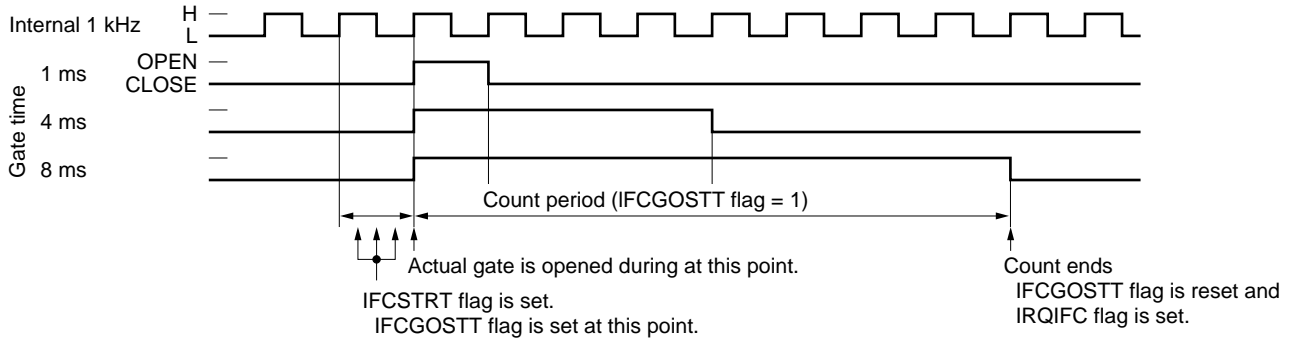 Internal 1 kHz
H
L
Gate time
1 ms
OPEN
CLOSE
4 ms
8 ms
Count period (IFCGOSTT flag = 1)
Actual gate is opened during at this point.
IFCSTRT flag is set.
IFCGOSTT flag is set at this point.
Count ends
IFCGOSTT flag is reset and
IRQIFC flag is set.